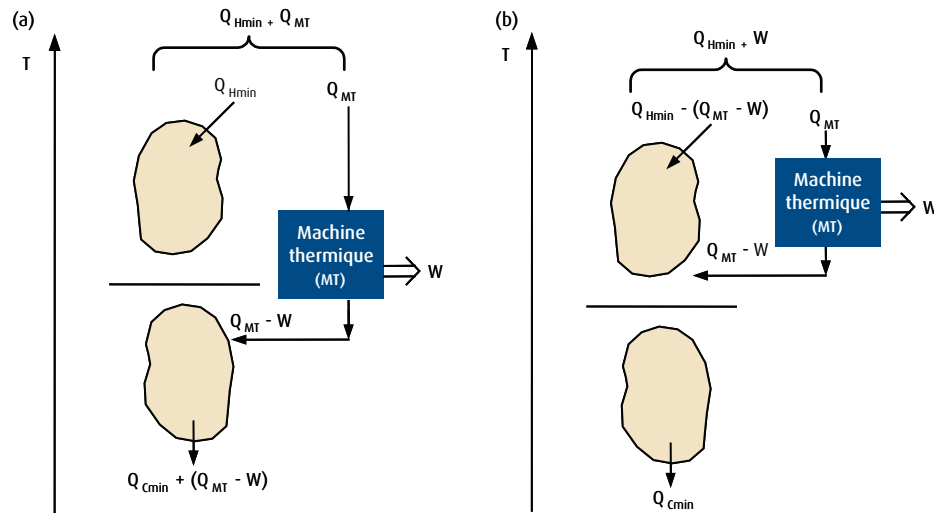 (a)
Q Hmin + Q MT
T
Q Hmin
Q MT
Machine
thermique
(MT)
W
Q MT - W
Q Cmin + (Q MT - W)
(b)
Q Hmin + W
T
Q Hmin - (Q MT - W)
Q MT
Machine
thermique
(MT)
W
Q MT - W
Q Cmin